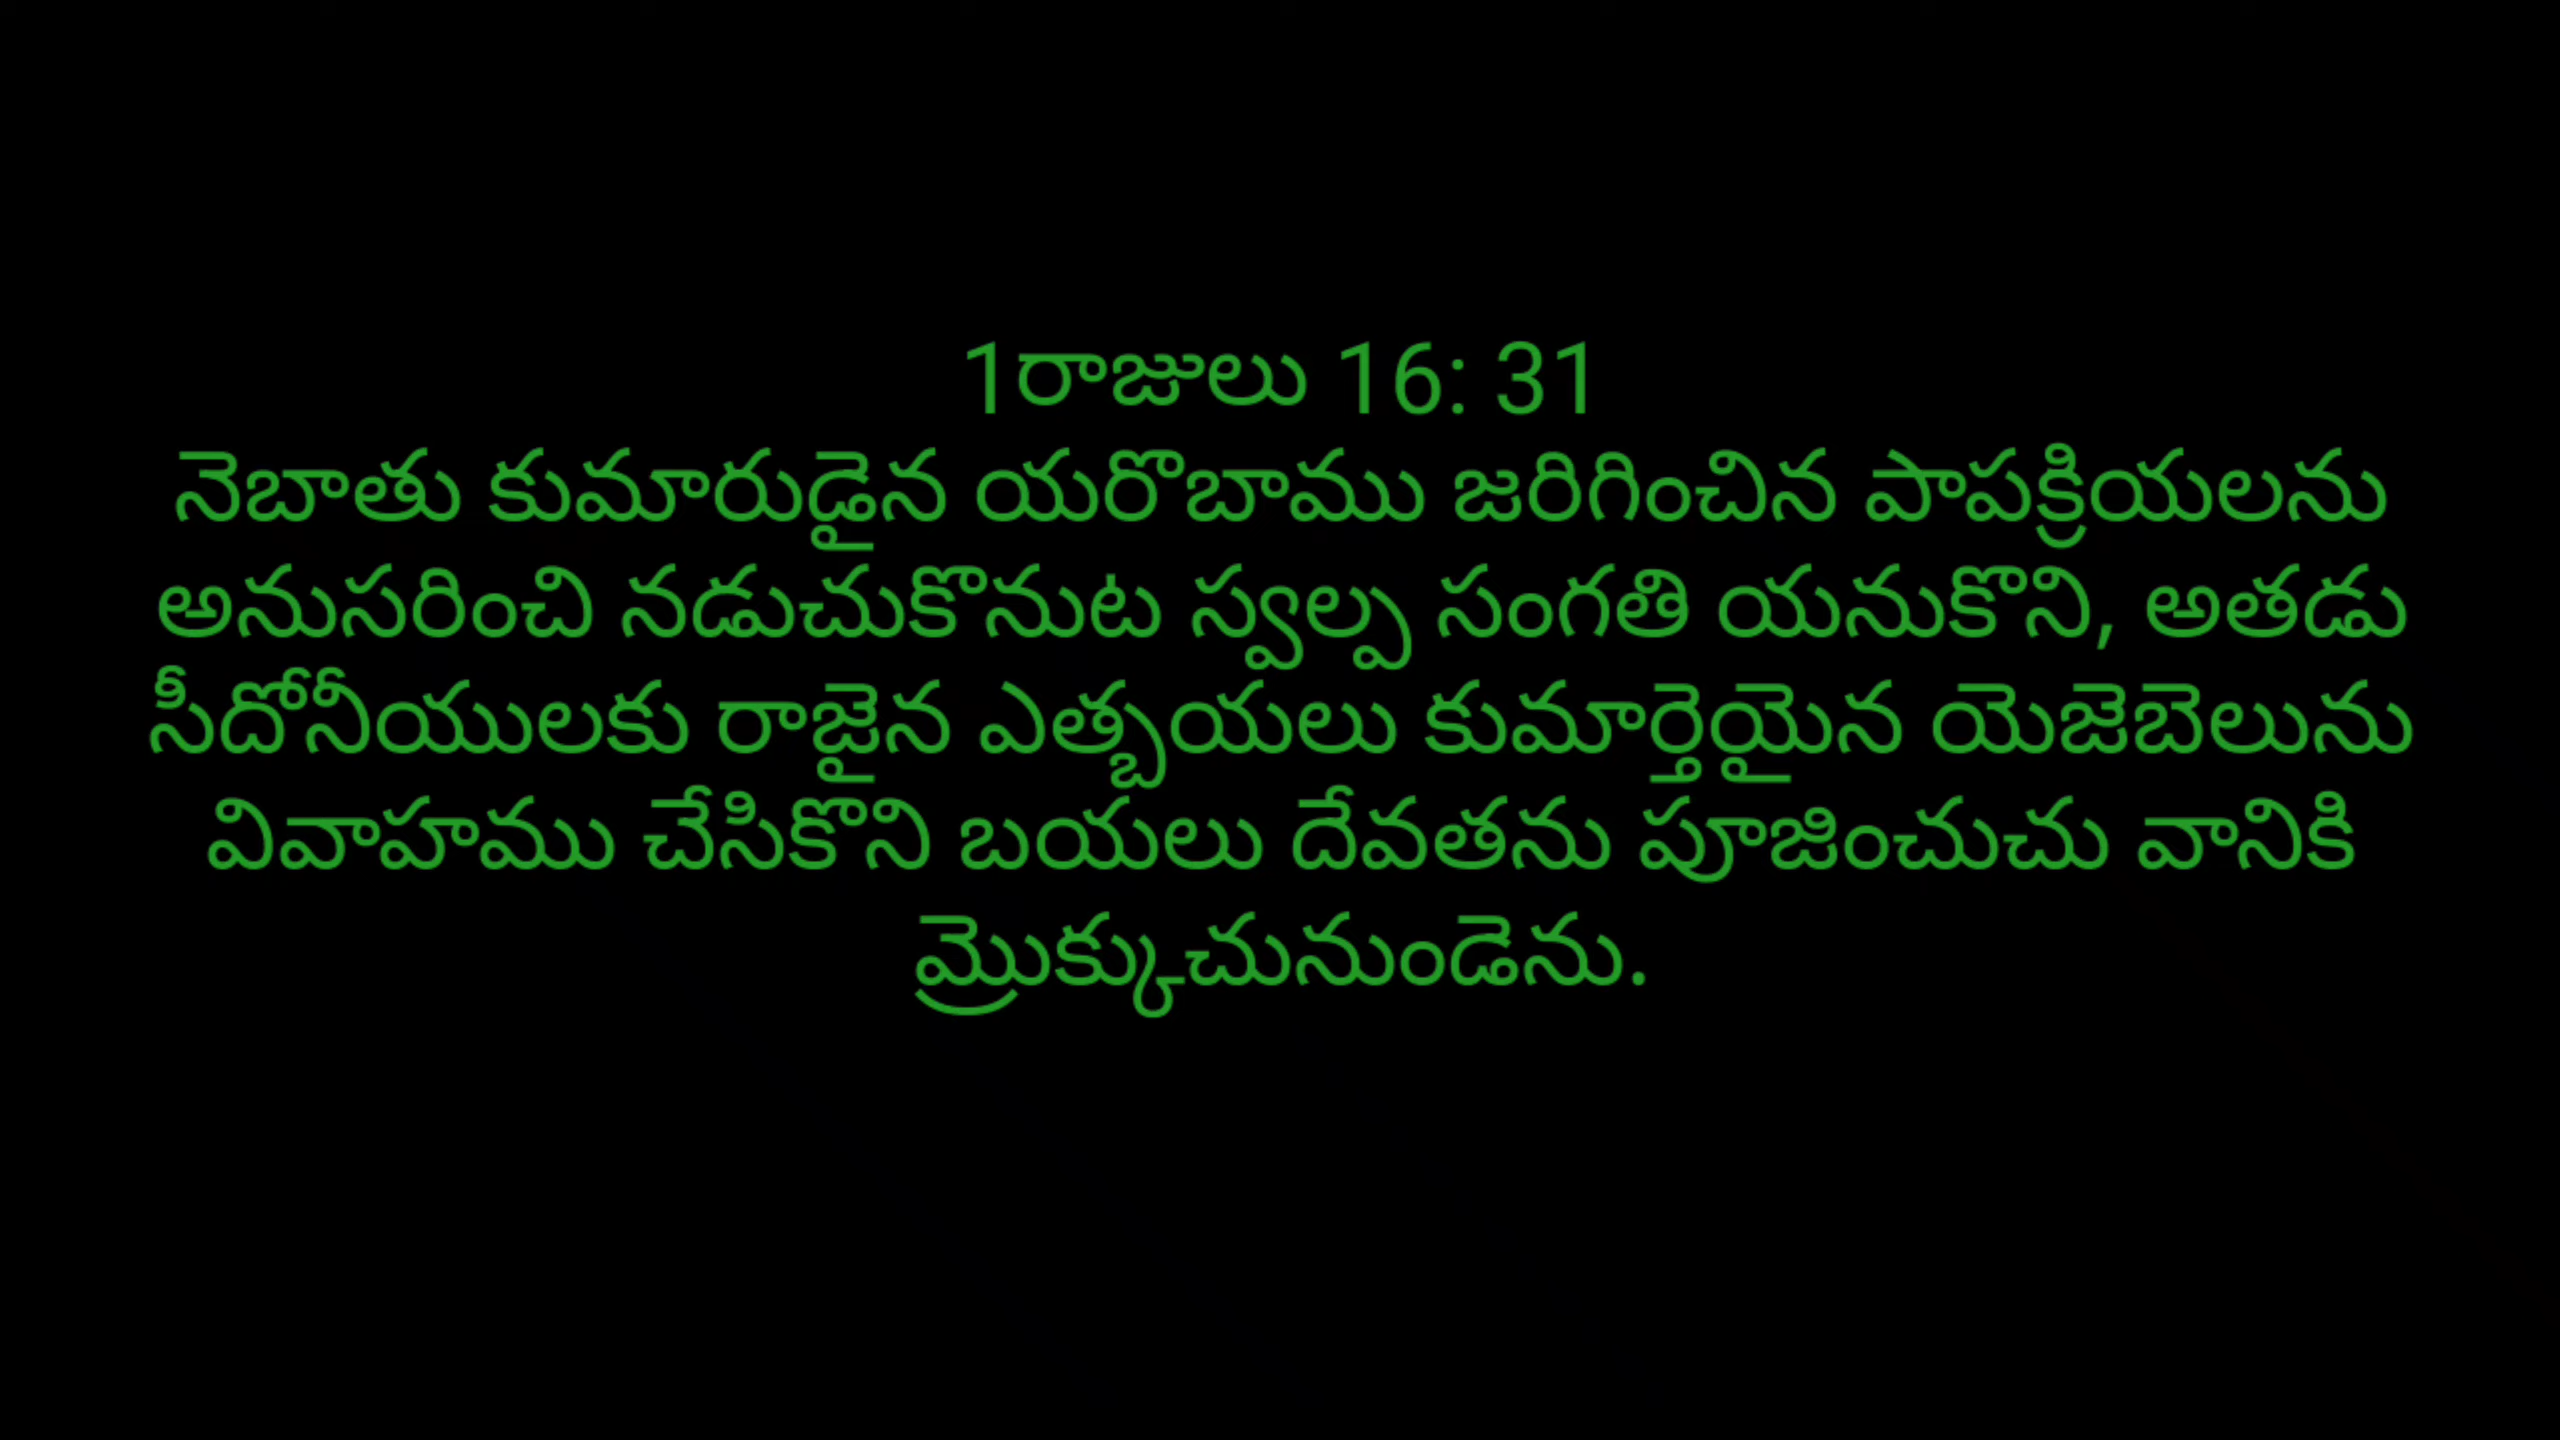 1రాజులు 16: 31
నెబాతు కుమారుడైన యరొబాము జరిగించిన పాపక్రియలను
అనుసరించి నడుచుకొనుట స్వల్ప సంగతి యనుకొని, అతడు
సీదోనీయులకు రాజైన ఎత్బయలు కుమార్తెయైన యెజెబెలును
వివాహము చేసికొని బయలు దేవతను పూజించుచు వానికి
మ్రొక్కుచునుండెను.